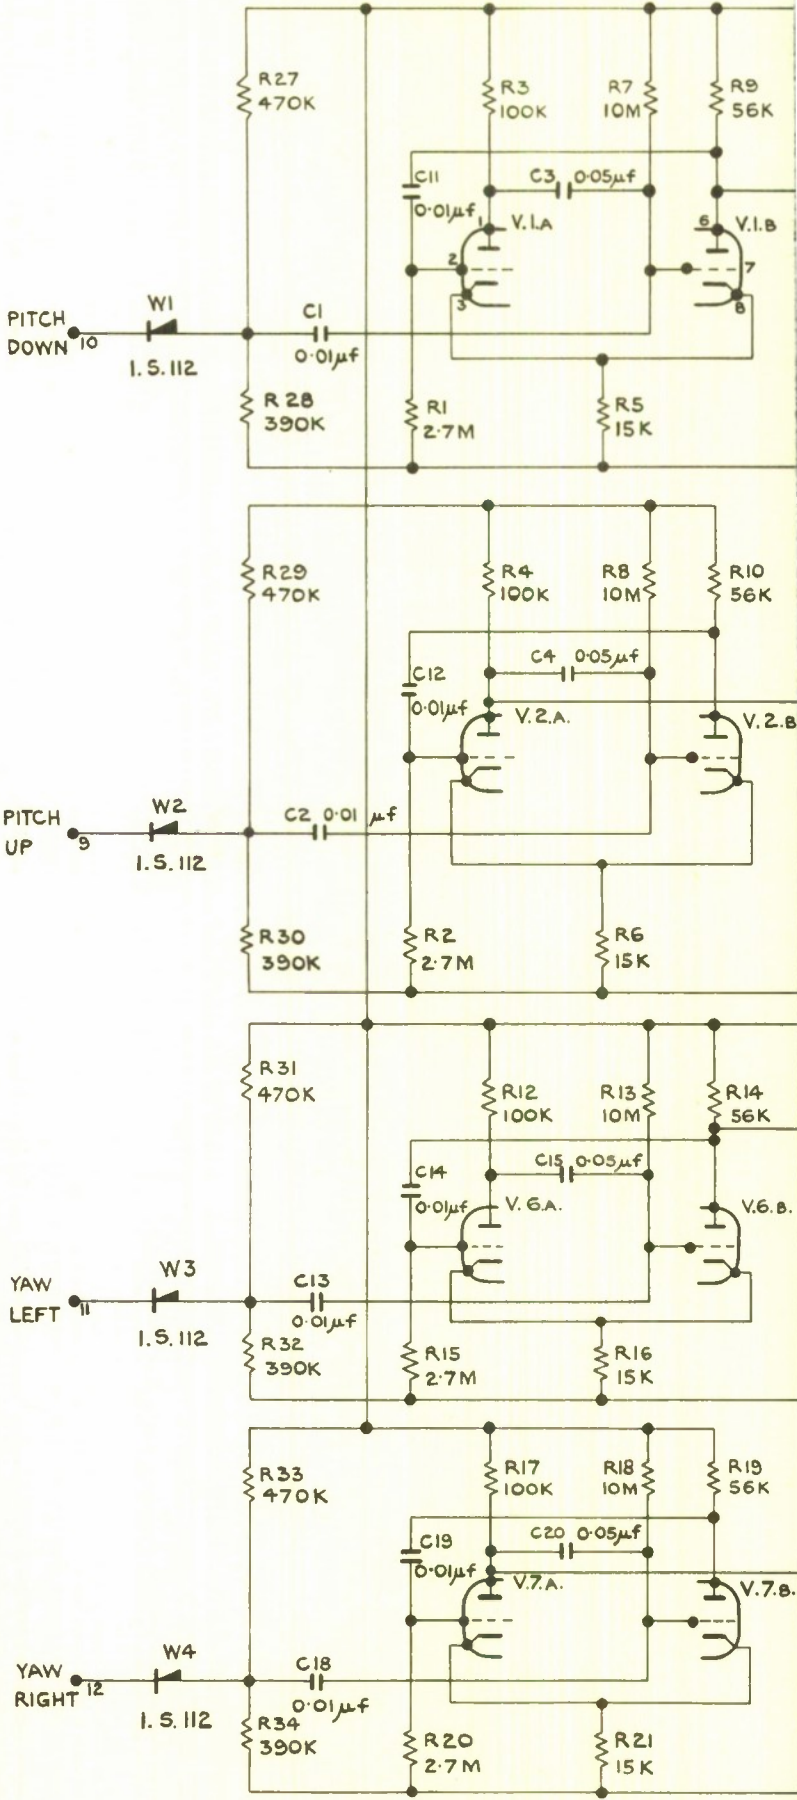 R27
470K
R3
100K
R7
10M
R9
56K
C11
0.01µf
C3 0.05µf
1
V.1.A
6
V.1.B
2
7
3
8
PITCH
DOWN 10
W1
1.S.112
C1
0.01µf
R28
390K
R1
2.7M
R5
15K
R29
470K
R4
100K
R8
10M
R10
56K
C12
0.01µf
C4 0.05µf
V.2.A.
V.2.B
PITCH
UP 9
W2
1.S.112
C2 0.01 µf
R30
390K
R2
2.7M
R6
15K
R31
470K
R12
100K
R13
10M
R14
56K
C14
0.01µf
C15 0.05µf
V.6.A.
V.6.B.
YAW
LEFT 11
W3
1.S.112
C13
0.01µf
R32
390K
R15
2.7M
R16
15K
R33
470K
R17
100K
R18
10M
R19
56K
C19
0.01µf
C20 0.05µf
V.7.A.
V.7.B.
YAW
RIGHT 12
W4
1.S.112
C18
0.01µf
R34
390K
R20
2.7M
R21
15K